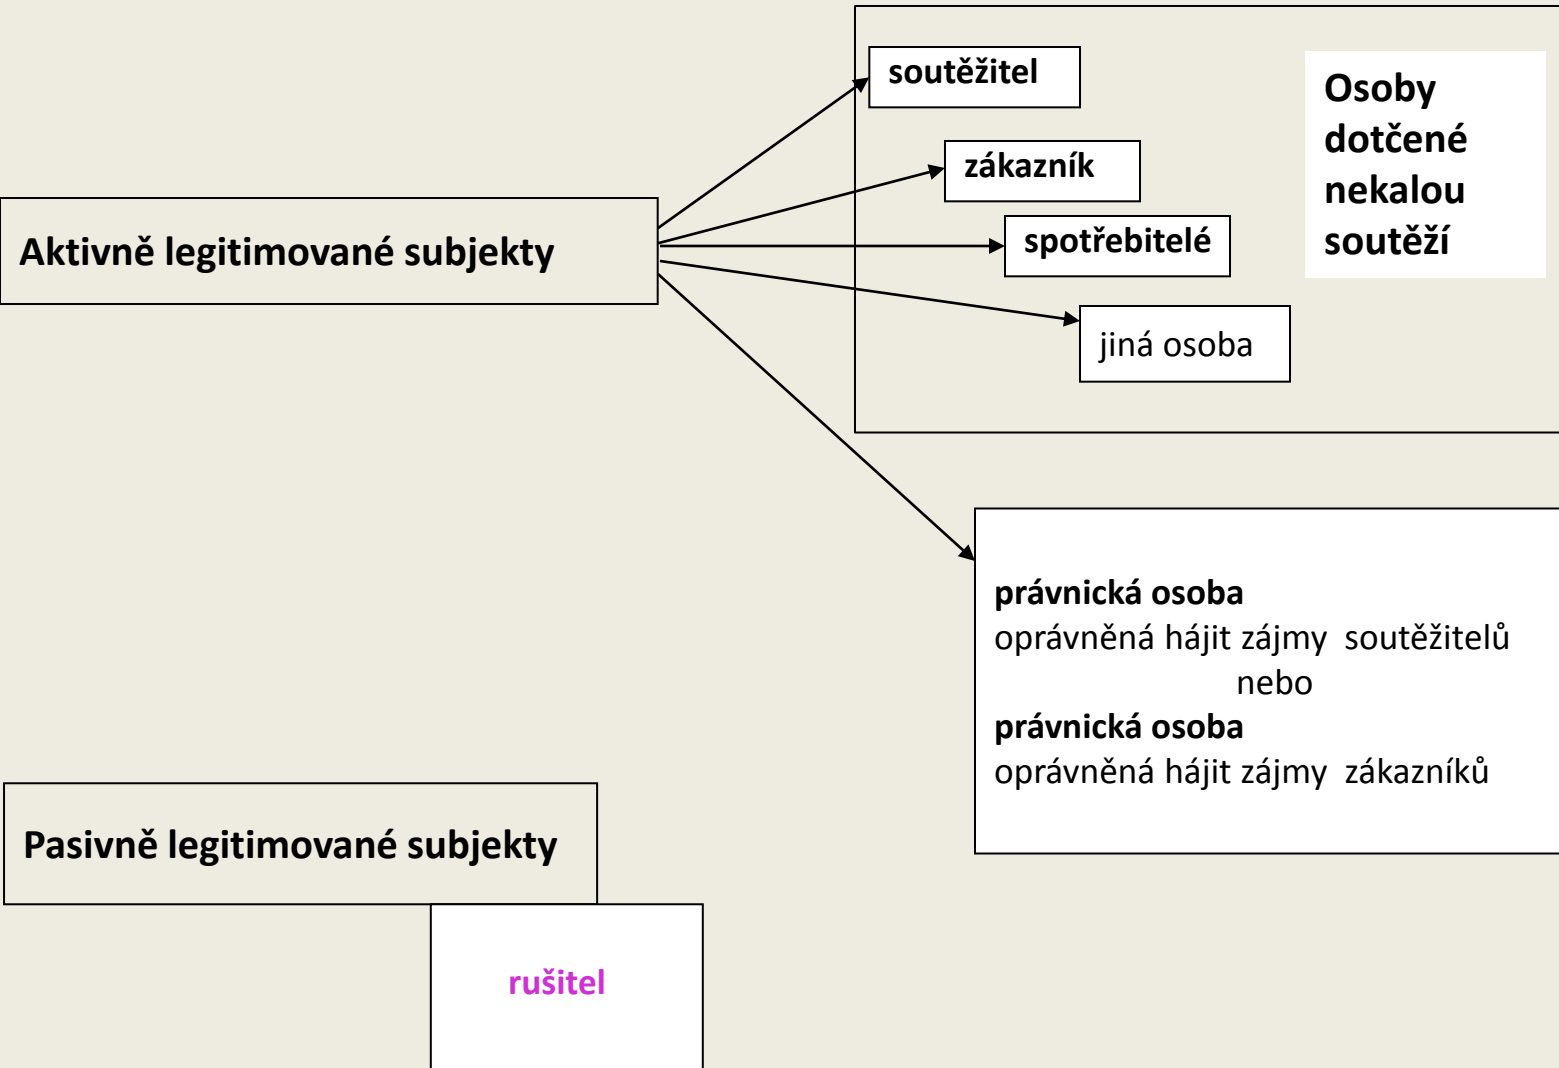 soutěžitel
Osoby
dotčené
nekalou
soutěží
zákazník
spotřebitelé
Aktivně legitimované subjekty
jiná osoba
právnická osoba
oprávněná hájit zájmy  soutěžitelů
nebo
právnická osoba
oprávněná hájit zájmy  zákazníků
Pasivně legitimované subjekty
rušitel